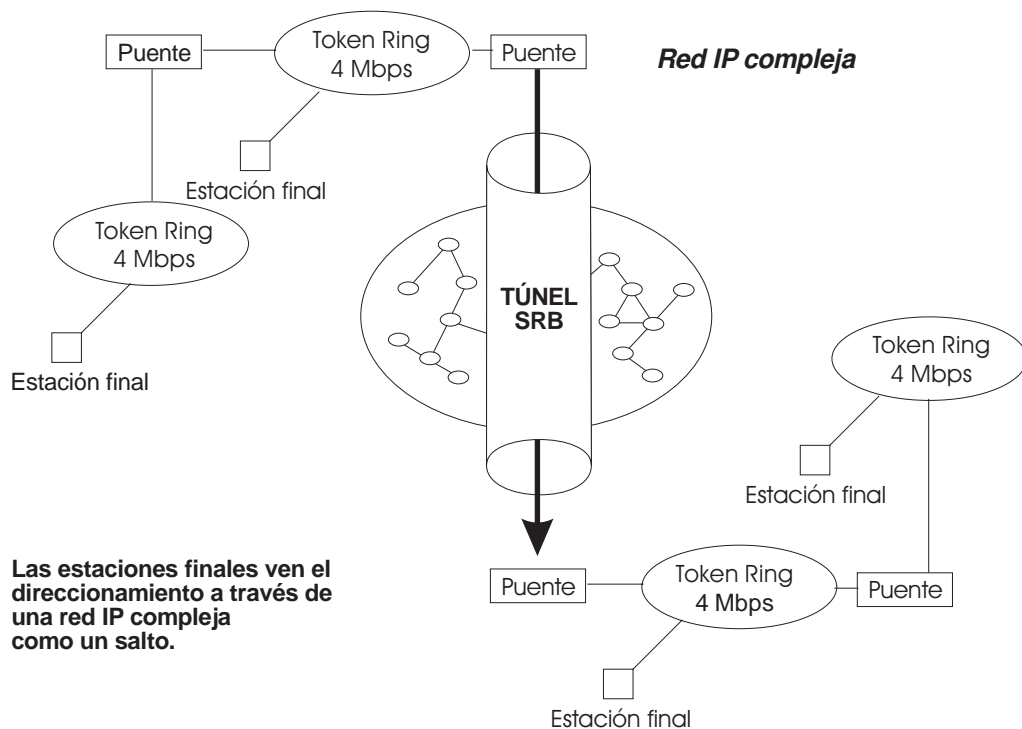 Puente
Token Ring
4 Mbps
Puente
Red IP compleja
Estación final
Token Ring
4 Mbps
Estación final
TÚNEL
SRB
Token Ring
4 Mbps
Estación final
Las estaciones finales ven el
direccionamiento a través de
una red IP compleja
como un salto.
Puente
Token Ring
4 Mbps
Puente
Estación final